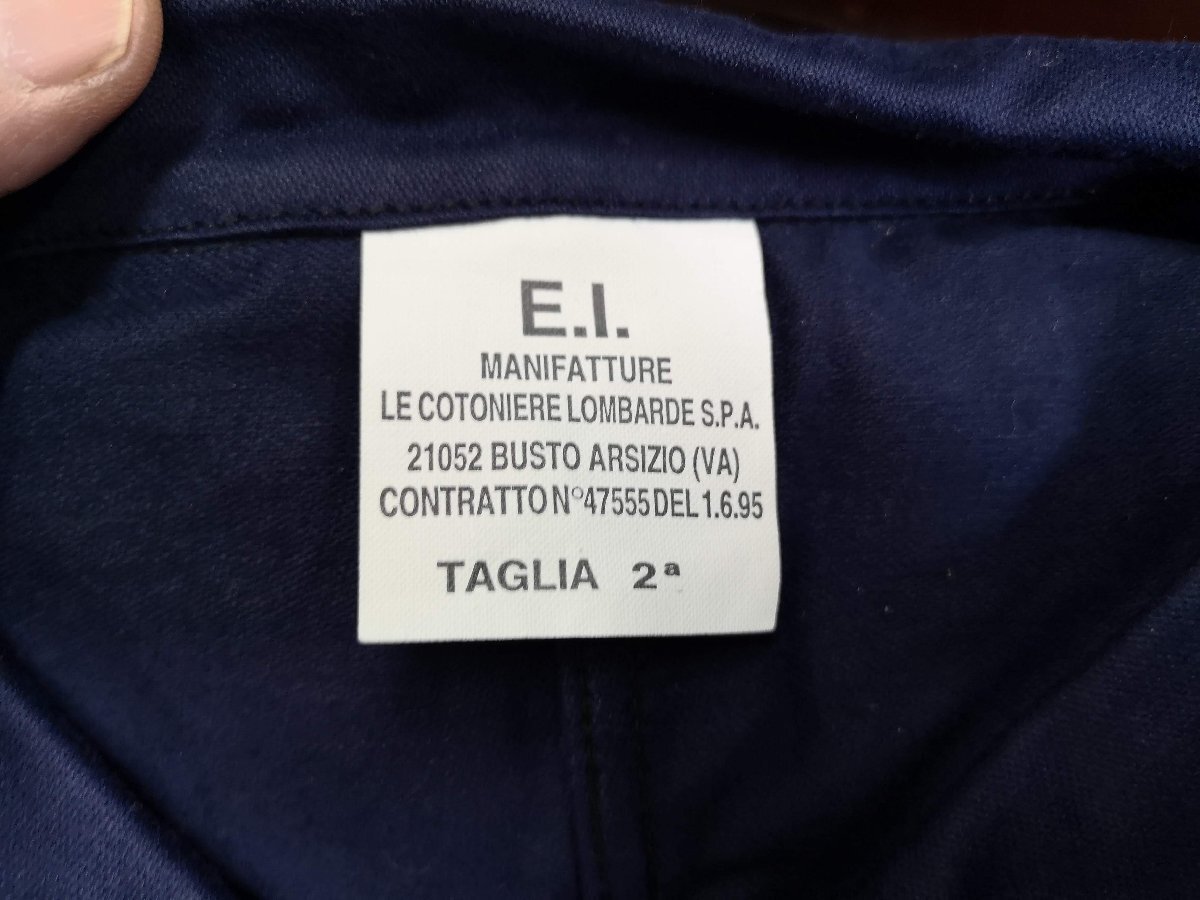 E.I.
MANIFATTURE
LE COTONIERE LOMBARDE S.P.A.
21052 BUSTO ARSIZIO (VA)
CONTRATTO N°47555 DEL 1.6.95
TAGLIA 2ª